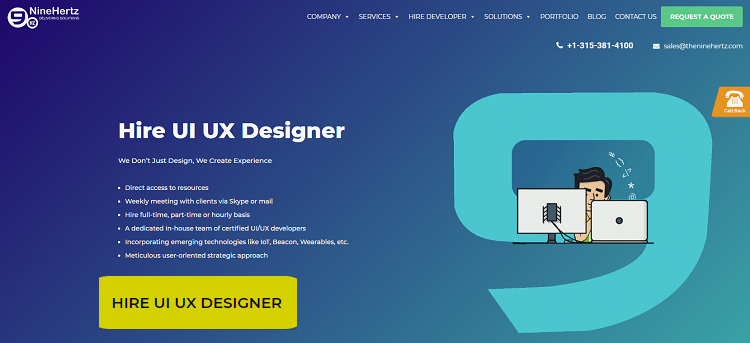 NineHertz
DELIVERING SOLUTIONS
COMPANY SERVICES HIRE DEVELOPER SOLUTIONS PORTFOLIO BLOG CONTACT US REQUEST A QUOTE
+1-315-381-4100 sales@theninehertz.com
Call Back
Hire UI UX Designer
We Don't Just Design, We Create Experience
Direct access to resources
Weekly meeting with clients via Skype or mail
Hire full-time, part-time or hourly basis
A dedicated in-house team of certified UI/UX developers
Incorporating emerging technologies like IoT, Beacon, Wearables, etc.
Meticulous user-oriented strategic approach
HIRE UI UX DESIGNER